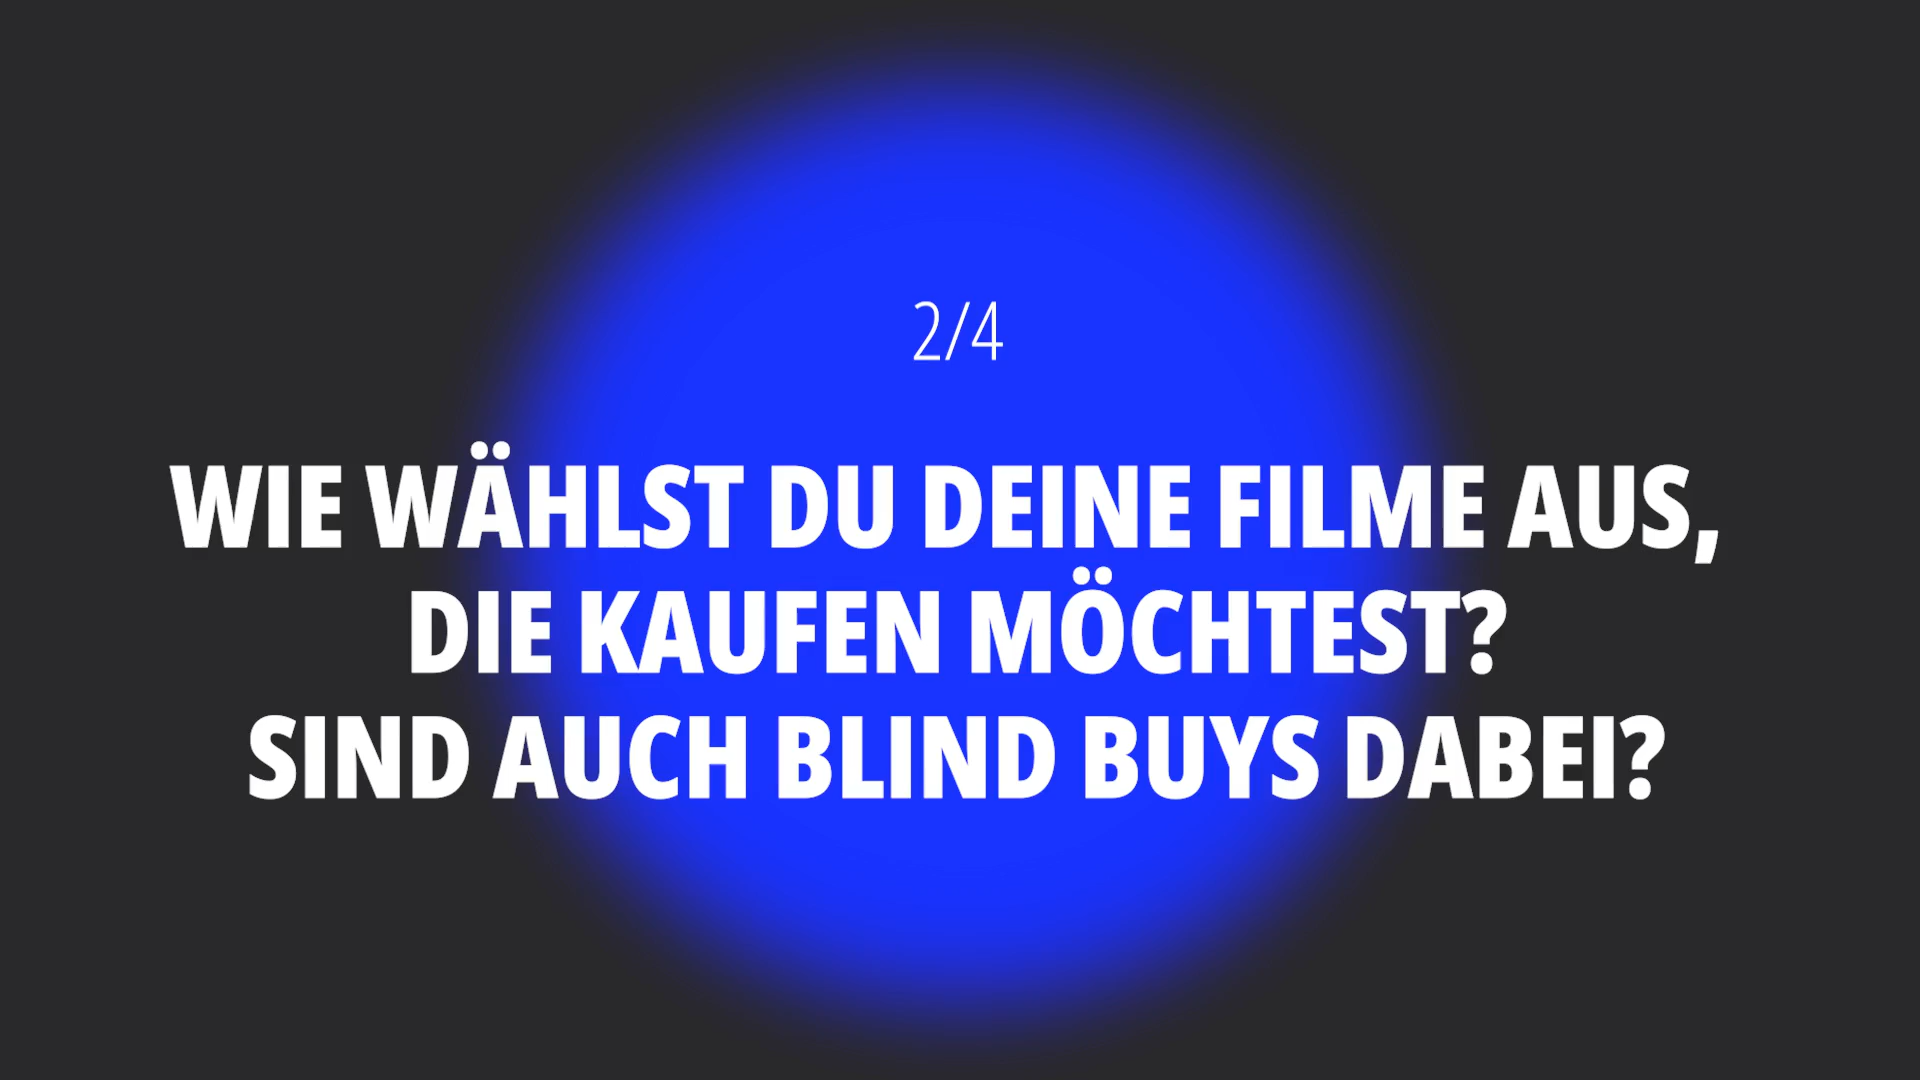 2/4
WIE WÄHLST DU DEINE FILME AUS,
DIE KAUFEN MÖCHTEST?
SIND AUCH BLIND BUYS DABEI?